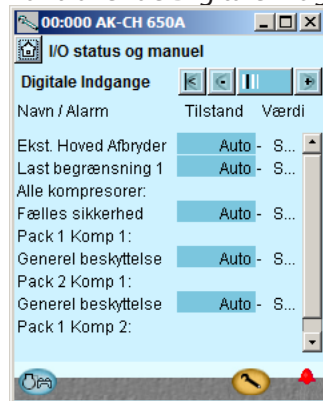 00:000 AK-CH 650A
I/O status og manuel
Digitale Indgange
Navn / Alarm Tilstand Værdi
Ekst. Hoved Afbryder Auto - S...
Last begrænsning 1 Auto - S...
Alle kompresorer:
Fælles sikkerhed Auto - S...
Pack 1 Komp 1:
Generel beskyttelse Auto - S...
Pack 2 Komp 1:
Generel beskyttelse Auto - S...
Pack 1 Komp 2: